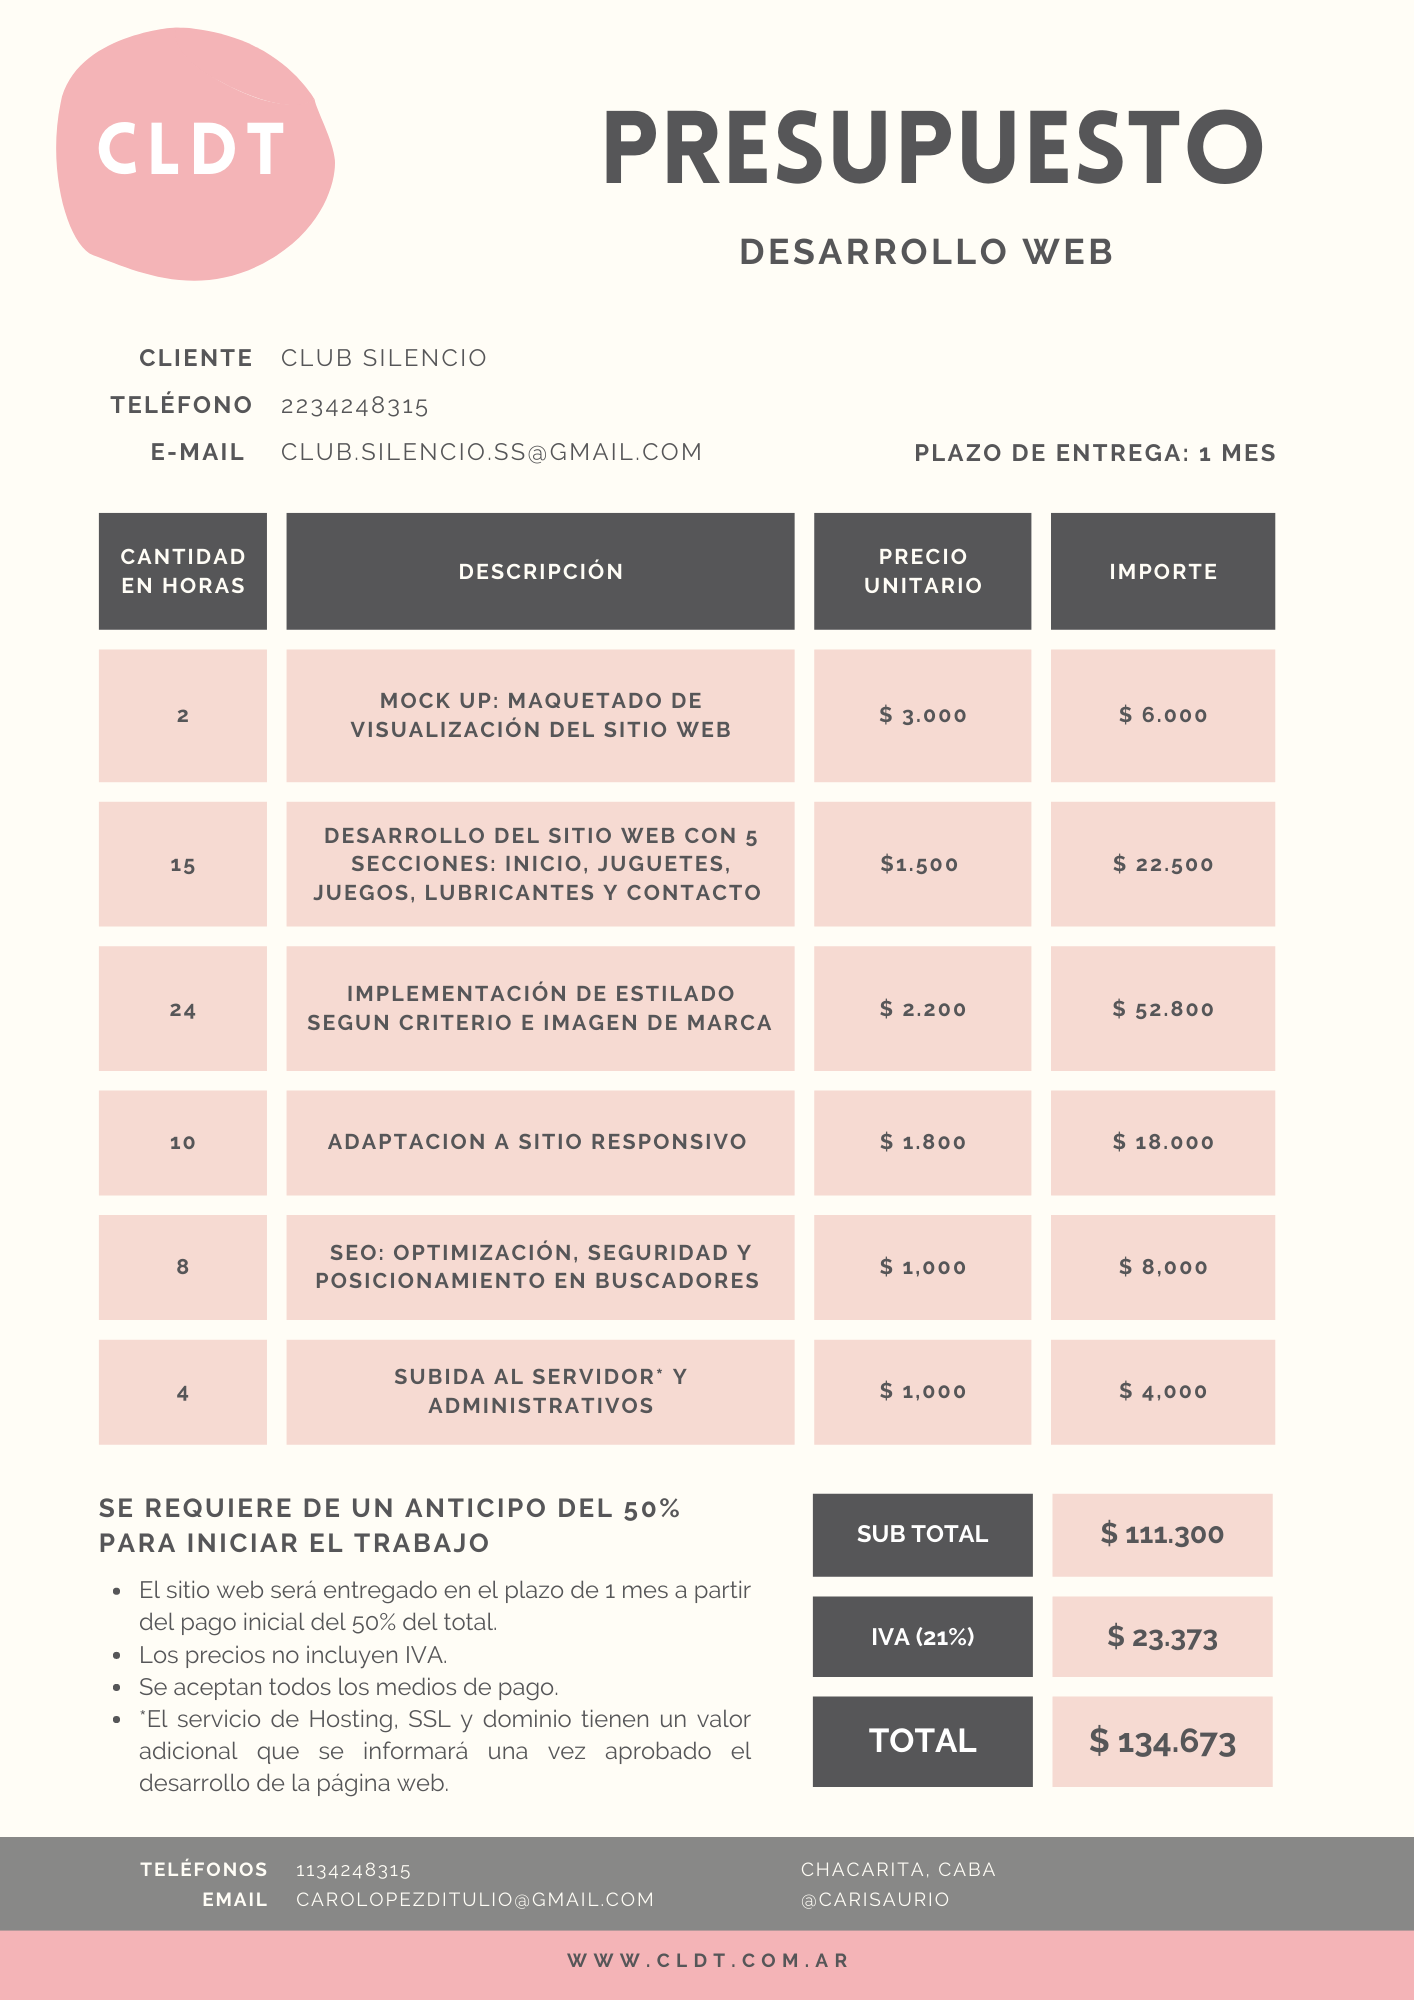 CLDT
PRESUPUESTO
DESARROLLO WEB
CLIENTE CLUB SILENCIO
TELÉFONO 2234248315
E-MAIL CLUB.SILENCIO.SS@GMAIL.COM
PLAZO DE ENTREGA: 1 MES
CANTIDAD
EN HORAS
DESCRIPCIÓN
PRECIO
UNITARIO
IMPORTE
2
MOCK UP: MAQUETADO DE
VISUALIZACIÓN DEL SITIO WEB
$ 3.000
$ 6.000
15
DESARROLLO DEL SITIO WEB CON 5
SECCIONES: INICIO, JUGUETES,
JUEGOS, LUBRICANTES Y CONTACTO
$1.500
$ 22.500
24
IMPLEMENTACIÓN DE ESTILADO
SEGUN CRITERIO E IMAGEN DE MARCA
$ 2.200
$ 52.800
10
ADAPTACION A SITIO RESPONSIVO
$ 1.800
$ 18.000
8
SEO: OPTIMIZACIÓN, SEGURIDAD Y
POSICIONAMIENTO EN BUSCADORES
$ 1,000
$ 8,000
4
SUBIDA AL SERVIDOR* Y
ADMINISTRATIVOS
$ 1,000
$ 4,000
SE REQUIERE DE UN ANTICIPO DEL 50%
PARA INICIAR EL TRABAJO
• El sitio web será entregado en el plazo de 1 mes a partir
del pago inicial del 50% del total.
• Los precios no incluyen IVA.
• Se aceptan todos los medios de pago.
• *El servicio de Hosting, SSL y dominio tienen un valor
adicional que se informará una vez aprobado el
desarrollo de la página web.
SUB TOTAL
$ 111.300
IVA (21%)
$ 23.373
TOTAL
$ 134.673
TELÉFONOS 1134248315
EMAIL CAROLOPEZDITULIO@GMAIL.COM
CHACARITA, CABA
@CARISAURIO
WWW.CLDT.COM.AR